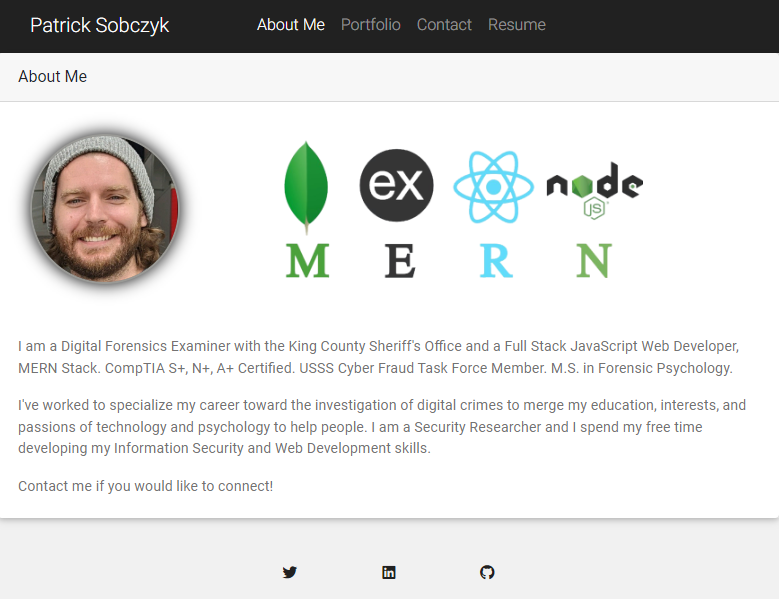 Patrick Sobczyk About Me Portfolio Contact Resume
About Me
ex node
JS
M E R N
I am a Digital Forensics Examiner with the King County Sheriff's Office and a Full Stack JavaScript Web Developer,
MERN Stack. CompTIA S+, N+, A+ Certified. USSS Cyber Fraud Task Force Member. M.S. in Forensic Psychology.
I've worked to specialize my career toward the investigation of digital crimes to merge my education, interests, and
passions of technology and psychology to help people. I am a Security Researcher and I spend my free time
developing my Information Security and Web Development skills.
Contact me if you would like to connect!
in